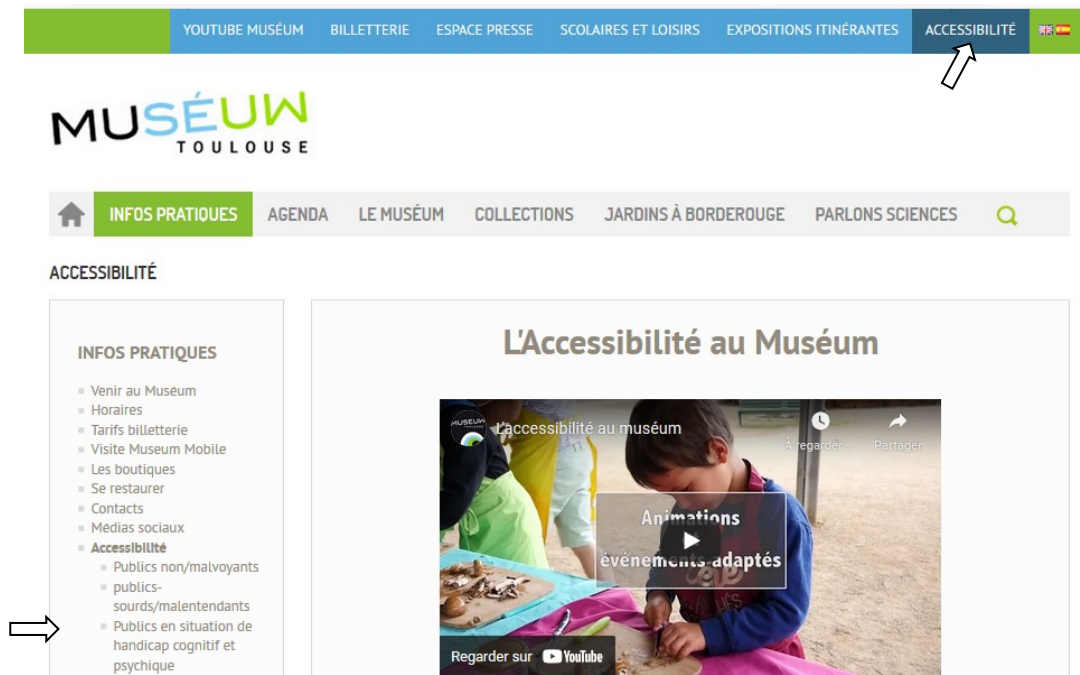 YOUTUBE MUSÉUM BILLETTERIE ESPACE PRESSE SCOLAIRES ET LOISIRS EXPOSITIONS ITINÉRANTES ACCESSIBILITÉ
MUSÉUM
TOULOUSE
INFOS PRATIQUES AGENDA LE MUSÉUM COLLECTIONS JARDINS À BORDEROUGE PARLONS SCIENCES
ACCESSIBILITÉ
INFOS PRATIQUES
Venir au Muséum
Horaires
Tarifs billetterie
Visite Museum Mobile
Les boutiques
Se restaurer
Contacts
Médias sociaux
Accessibilité
Publics non/malvoyants
publics-
sourds/malentendants
Publics en situation de
handicap cognitif et
psychique
L'Accessibilité au Muséum
MUSEUM
L'accessibilité au muséum
À regarder... Partager
Animations
événements adaptés
Regarder sur YouTube